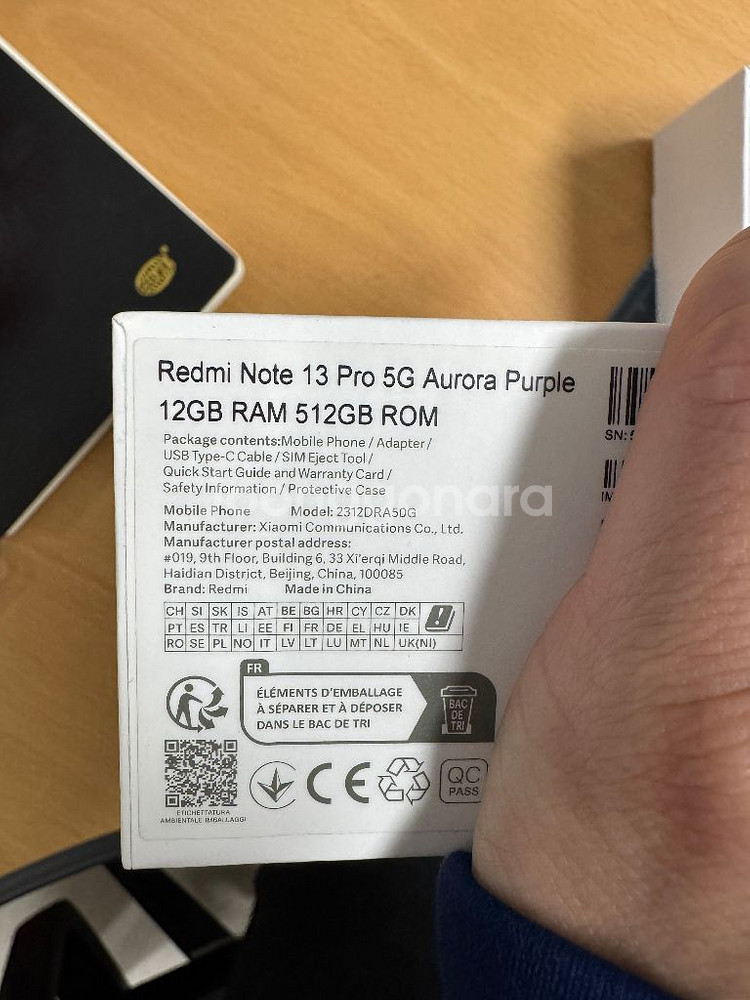 Redmi Note 13 Pro 5G Aurora Purple
12GB RAM 512GB ROM
Package contents:Mobile Phone / Adapter /
USB Type-C Cable / SIM Eject Tool /
Quick Start Guide and Warranty Card /
Safety Information / Protective Case
Mobile Phone Model: 2312DRA50G
Manufacturer: Xiaomi Communications Co., Ltd.
Manufacturer postal address:
#019, 9th Floor, Building 6, 33 Xi'erqi Middle Road,
Haidian District, Beijing, China, 100085
Brand: Redmi Made in China
CH SI SK IS AT BE BG HR CY CZ DK
PT ES TR LI EE FI FR DE EL HU IE
RO SE PL NO IT LV LT LU MT NL UK(NI)
FR
ÉLÉMENTS D'EMBALLAGE
À SÉPARER ET À DÉPOSER
DANS LE BAC DE TRI
BAC
DE
TRI
ETICHETTATURA
AMBIENTALE IMBALLAGGI
CE
QC
PASS
SN: